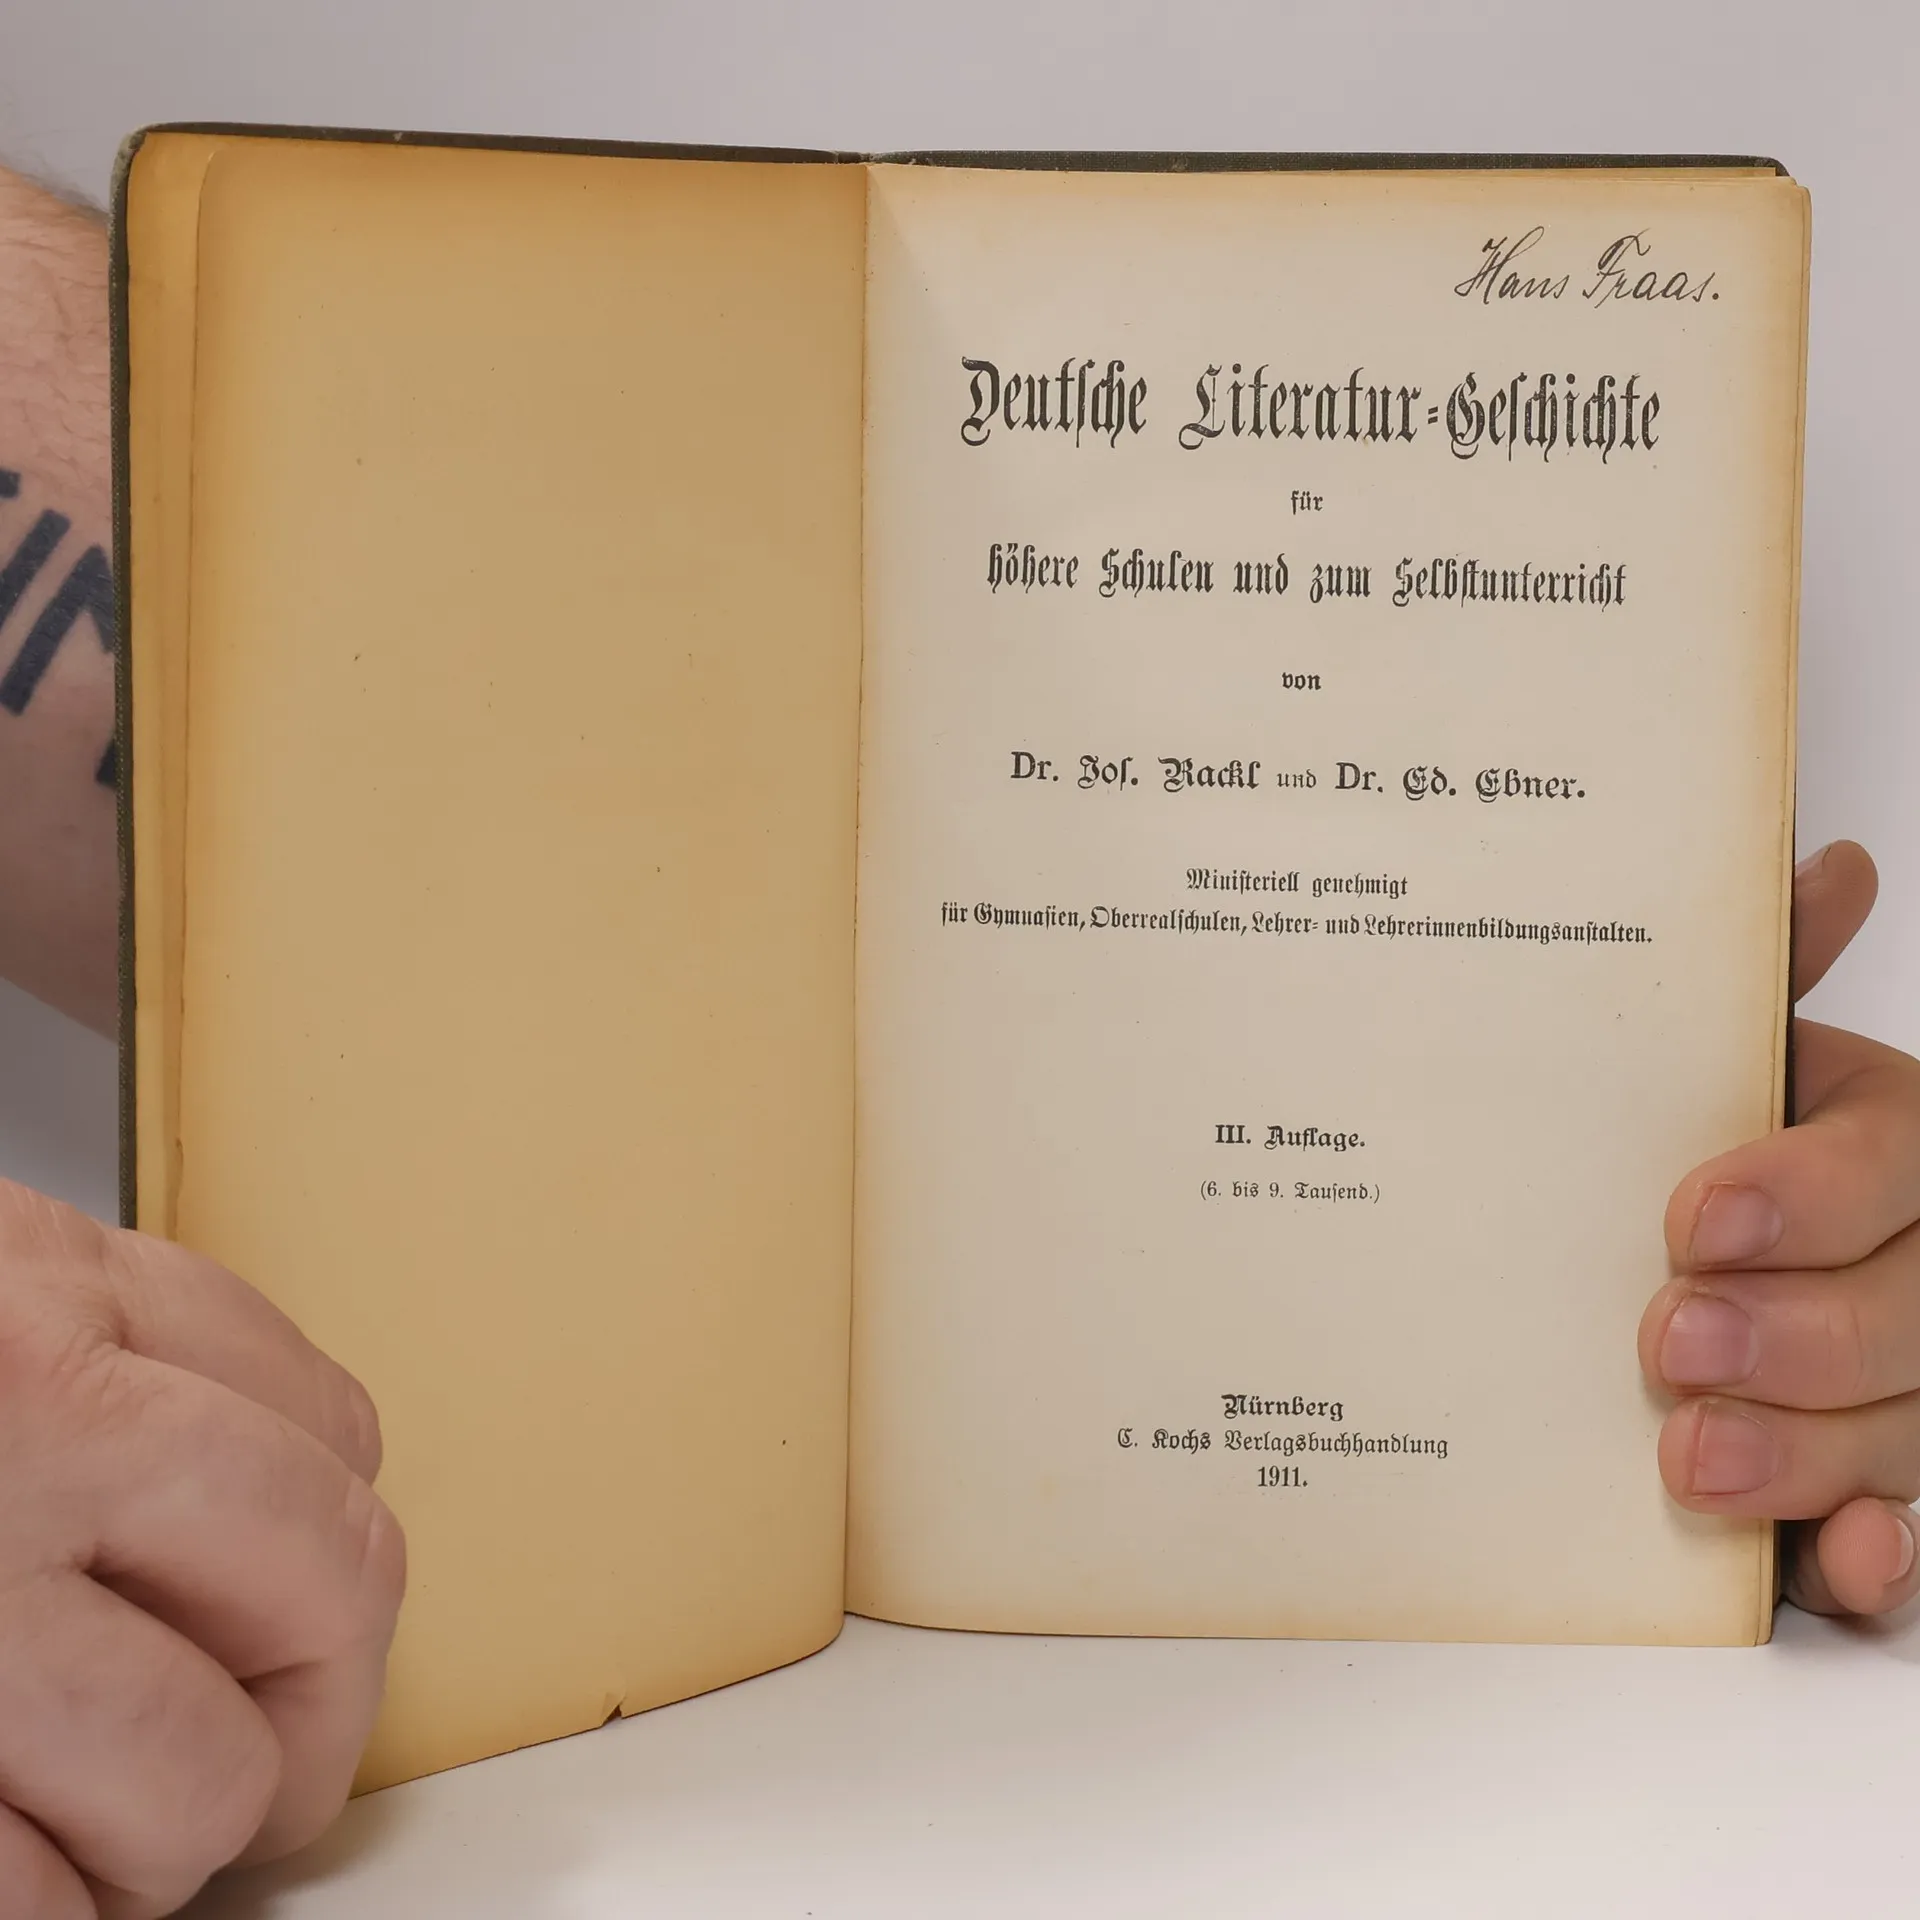 Hans Fraas.
Deutsche Literatur-Geschichte
für
höhere Schulen und zum Selbstunterricht
von
Dr. Jos. Rackl und Dr. Ed. Ebner.
Ministeriell genehmigt
für Gymnasien, Oberrealschulen, Lehrer- und Lehrerinnenbildungsanstalten.
III. Auflage.
(6. bis 9. Tausend.)
Nürnberg
C. Kochs Verlagsbuchhandlung
1911.